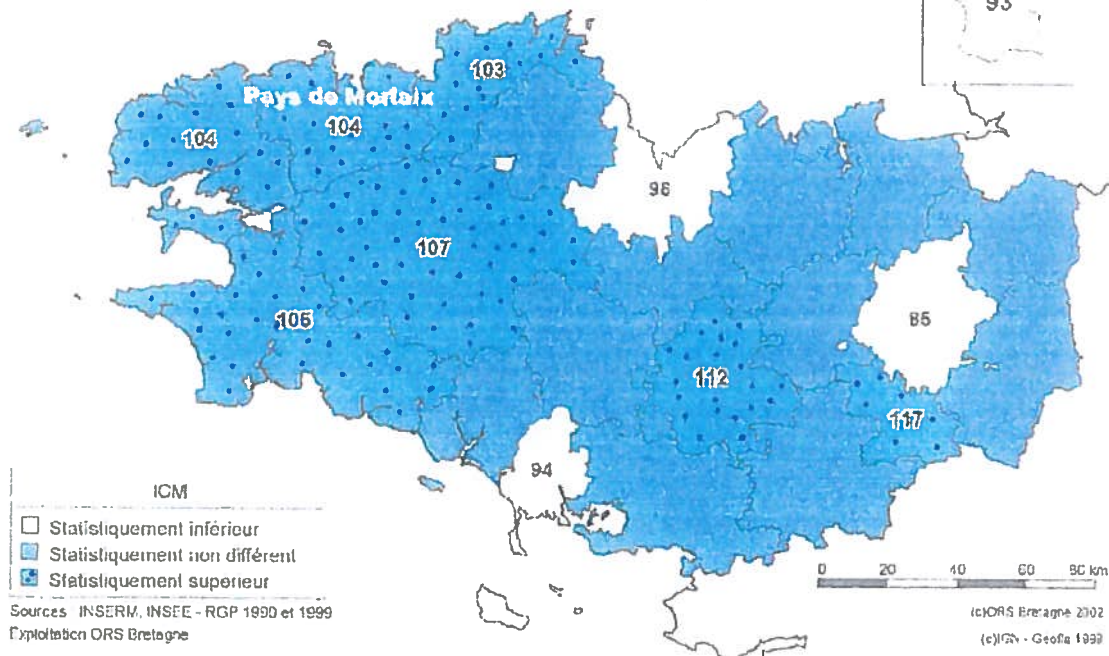 93
103
Pays de Morlaix
104
104
96
107
105
85
112
117
94
ICM
Statistiquement inférieur
Statistiquement non différent
Statistiquement supérieur
0 20 40 60 80 km
Sources INSERM, INSEE - RGP 1990 et 1999
Exploitation ORS Bretagne
(c)ORS Bretagne 2002
(c)IGN - Geofla 1999